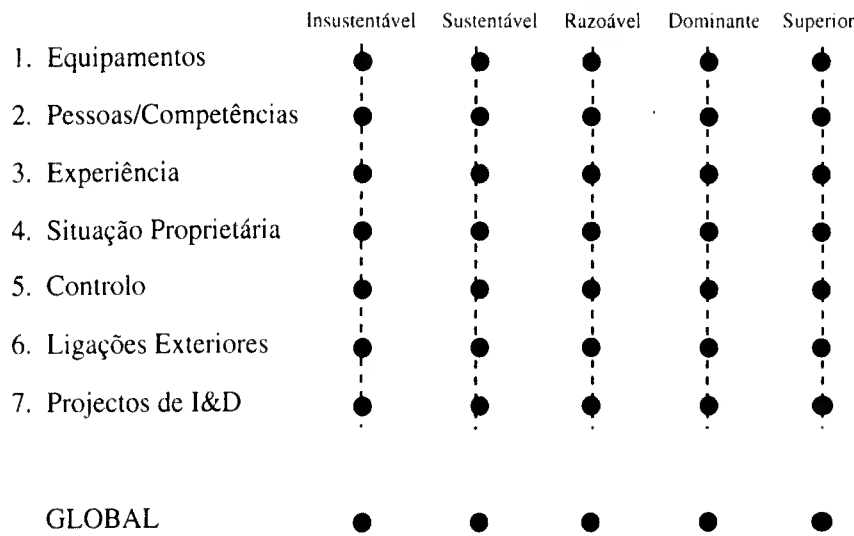 Insustentável Sustentável Razoável Dominante Superior
1. Equipamentos
2. Pessoas/Competências
3. Experiência
4. Situação Proprietária
5. Controlo
6. Ligações Exteriores
7. Projectos de I&D
GLOBAL